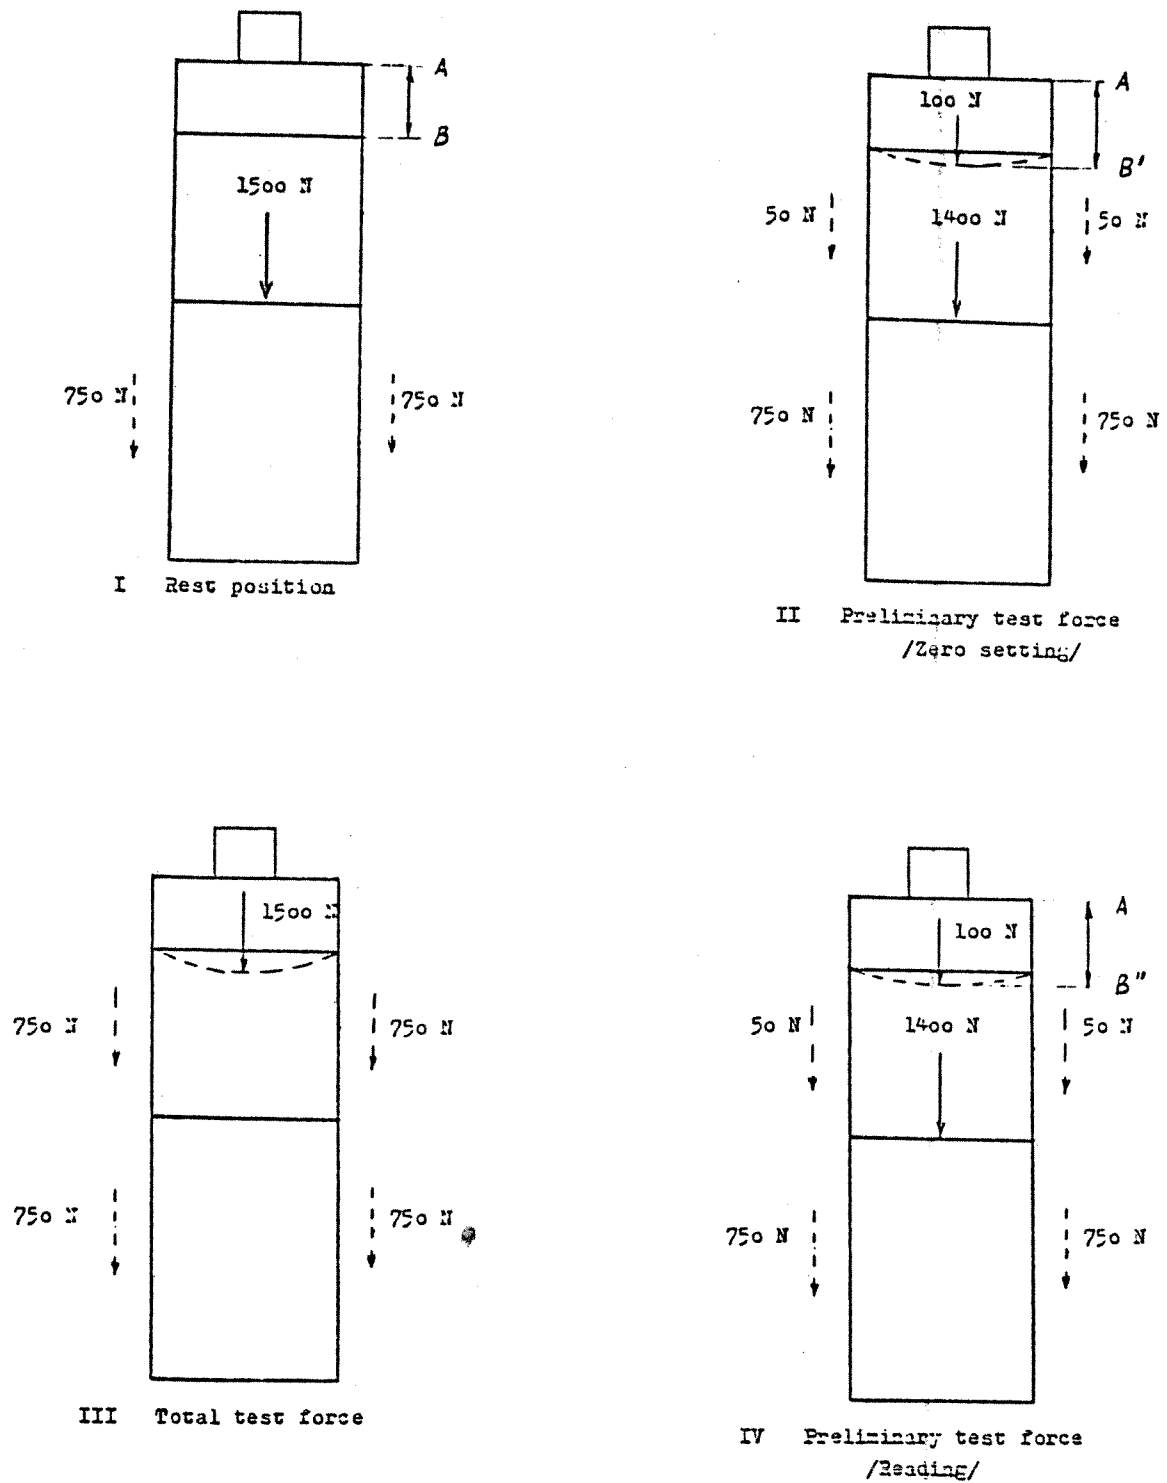 A
B
1500 N
750 N
750 N
I Rest position
A
100 N
B'
50 N
1400 N
50 N
750 N
750 N
II Preliminary test force
/Zero setting/
1500 N
750 N
750 N
750 N
750 N
III Total test force
A
100 N
B"
50 N
1400 N
50 N
750 N
750 N
IV Preliminary test force
/Reading/